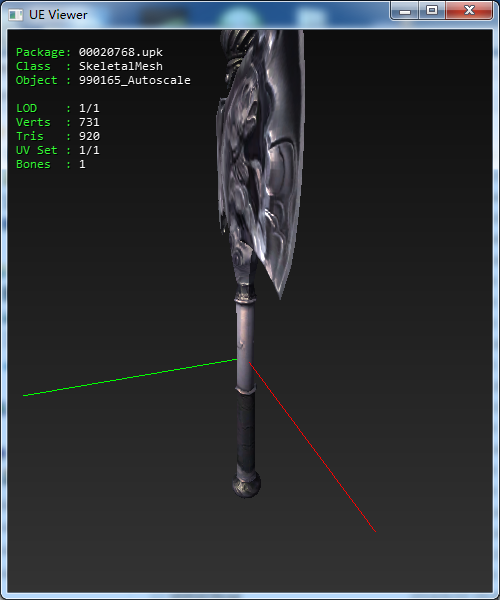 UE Viewer
Package: 00020768.upk
Class : SkeletalMesh
Object : 990165_Autoscale
LOD : 1/1
Verts : 731
Tris : 920
UV Set : 1/1
Bones : 1